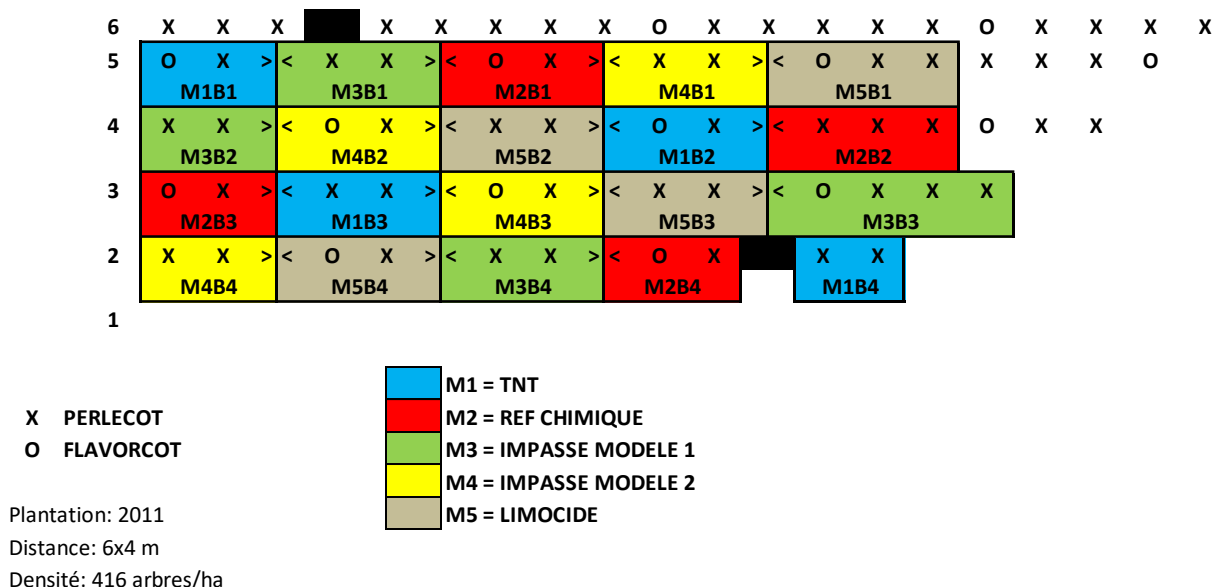 6 X X X X X X X X O X X X X X O X X X X
5 O X > < X X > < O X > < X X > < O X X X X X O
M1B1 M3B1 M2B1 M4B1 M5B1
4 X X > < O X > < X X > < O X > < X X X O X X
M3B2 M4B2 M5B2 M1B2 M2B2
3 O X > < X X > < O X > < X X > < O X X X
M2B3 M1B3 M4B3 M5B3 M3B3
2 X X > < O X > < X X > < O X X X
M4B4 M5B4 M3B4 M2B4 M1B4
1
M1 = TNT
X PERLECOT M2 = REF CHIMIQUE
O FLAVORCOT M3 = IMPASSE MODELE 1
M4 = IMPASSE MODELE 2
Plantation: 2011 M5 = LIMOCIDE
Distance: 6x4 m
Densité: 416 arbres/ha